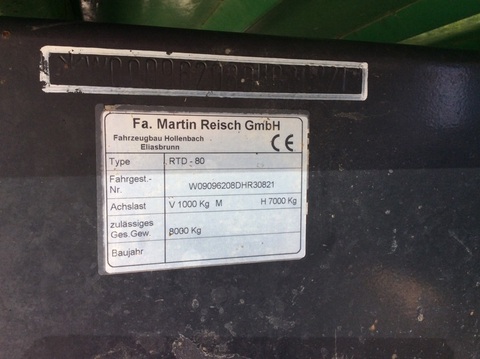 Fa. Martin Reisch GmbH
Fahrzeugbau Hollenbach
Eliasbrunn
CE
Type RTD - 80
Fahrgest.-
Nr. W09096208DHR30821
Achslast V 1000 Kg M H 7000 Kg
zulässiges
Ges.Gew. 8000 Kg
Baujahr